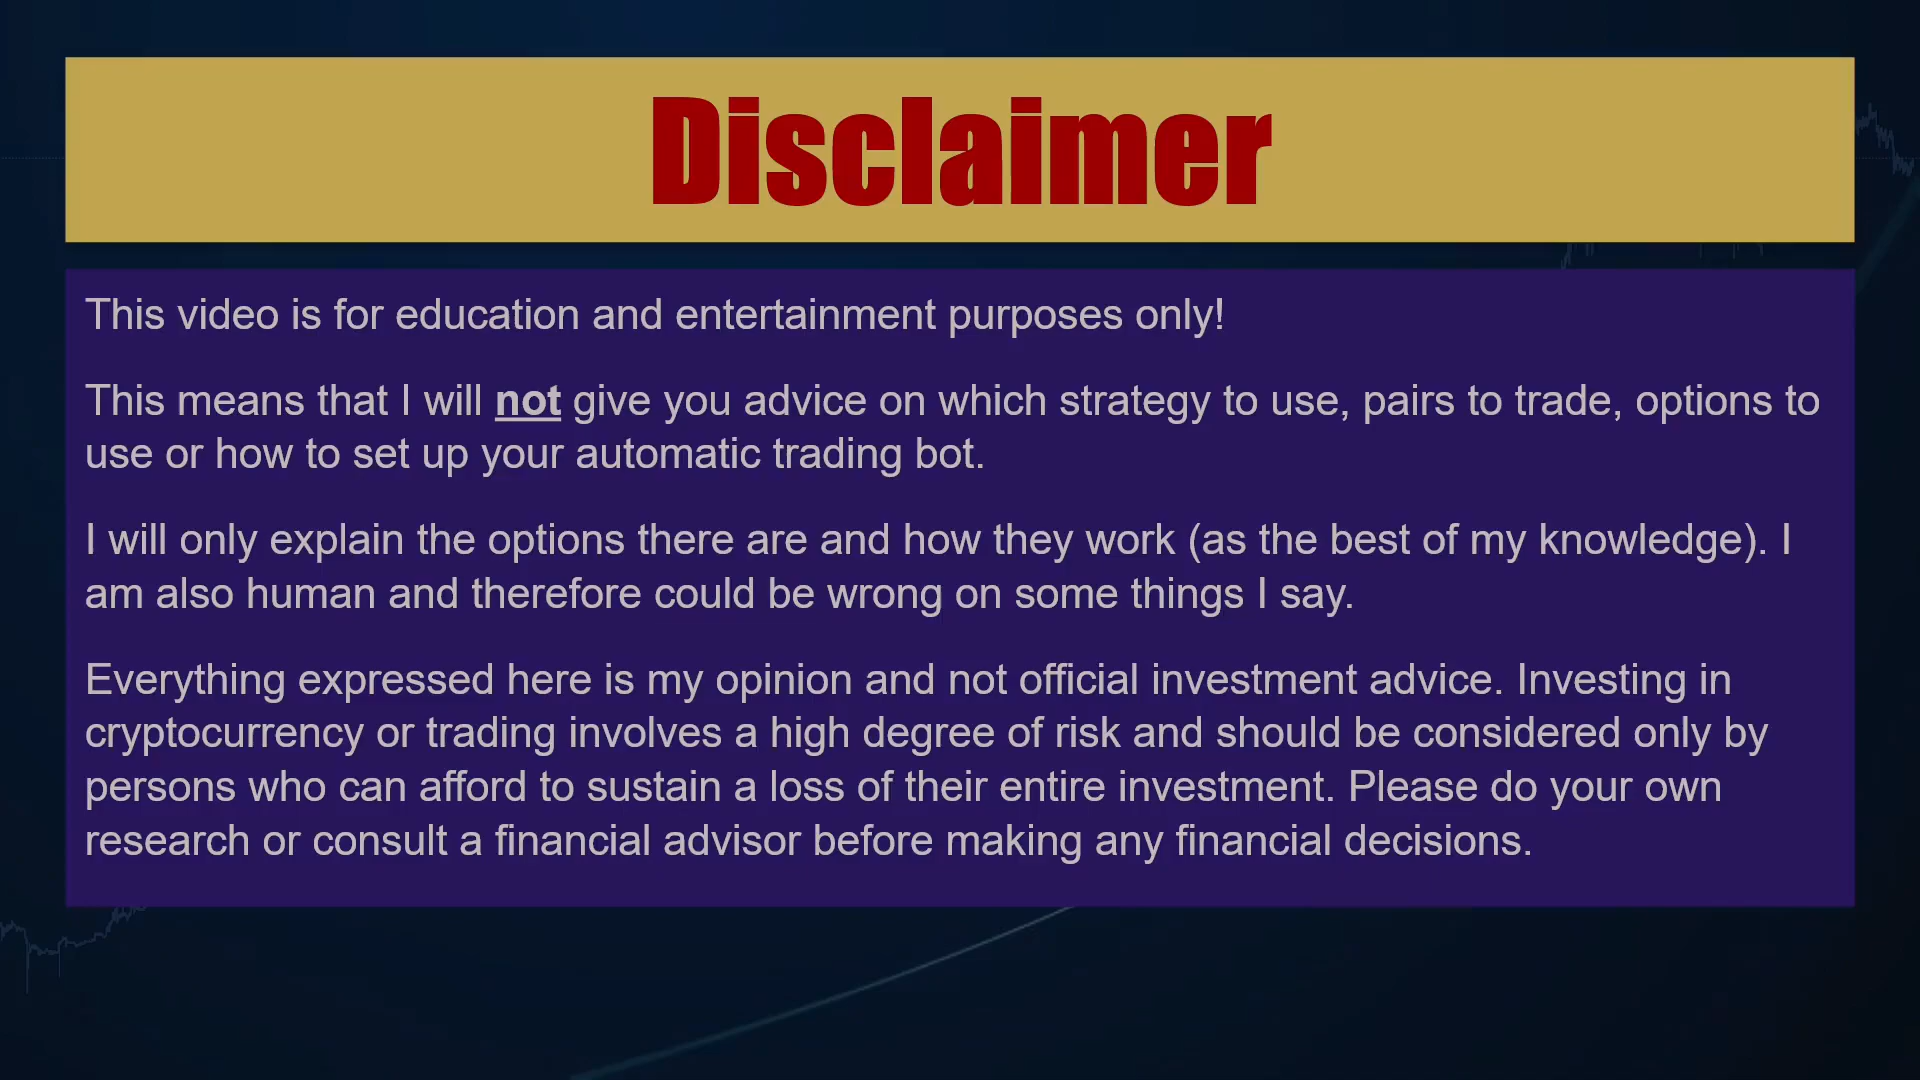 Disclaimer
This video is for education and entertainment purposes only!
This means that I will not give you advice on which strategy to use, pairs to trade, options to
use or how to set up your automatic trading bot.
I will only explain the options there are and how they work (as the best of my knowledge). I
am also human and therefore could be wrong on some things I say.
Everything expressed here is my opinion and not official investment advice. Investing in
cryptocurrency or trading involves a high degree of risk and should be considered only by
persons who can afford to sustain a loss of their entire investment. Please do your own
research or consult a financial advisor before making any financial decisions.